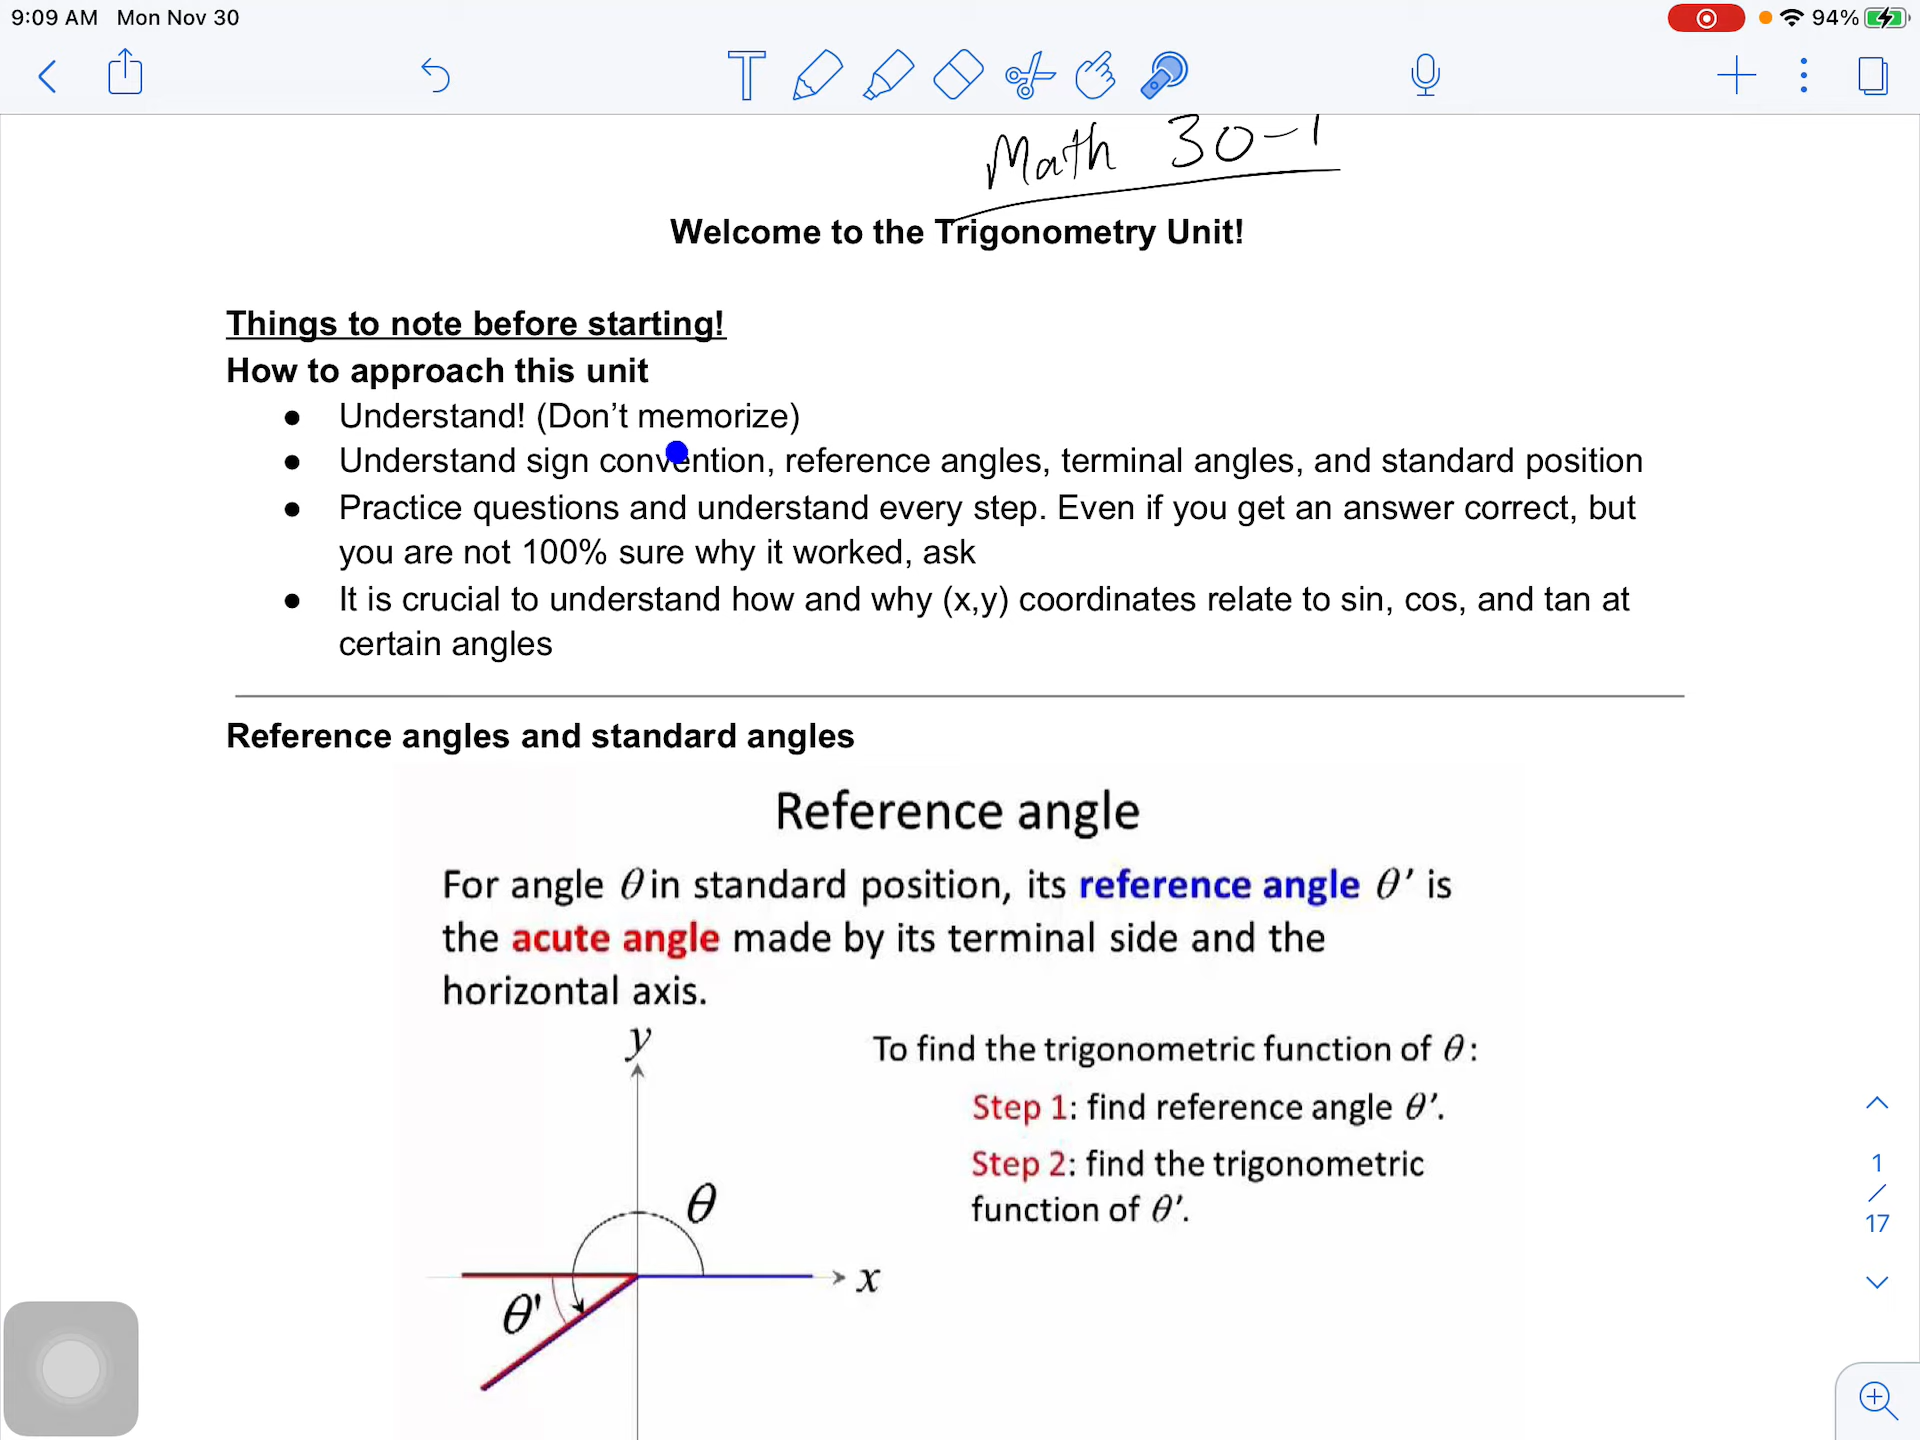 9:09 AM Mon Nov 30
94%
Math 30-1
Welcome to the Trigonometry Unit!
Things to note before starting!
How to approach this unit
● Understand! (Don’t memorize)
● Understand sign convention, reference angles, terminal angles, and standard position
● Practice questions and understand every step. Even if you get an answer correct, but
you are not 100% sure why it worked, ask
● It is crucial to understand how and why (x,y) coordinates relate to sin, cos, and tan at
certain angles
Reference angles and standard angles
Reference angle
For angle θ in standard position, its reference angle θ′ is
the acute angle made by its terminal side and the
horizontal axis.
y
To find the trigonometric function of θ:
Step 1: find reference angle θ′.
Step 2: find the trigonometric
function of θ′.
θ
x
θ'
1
/
17